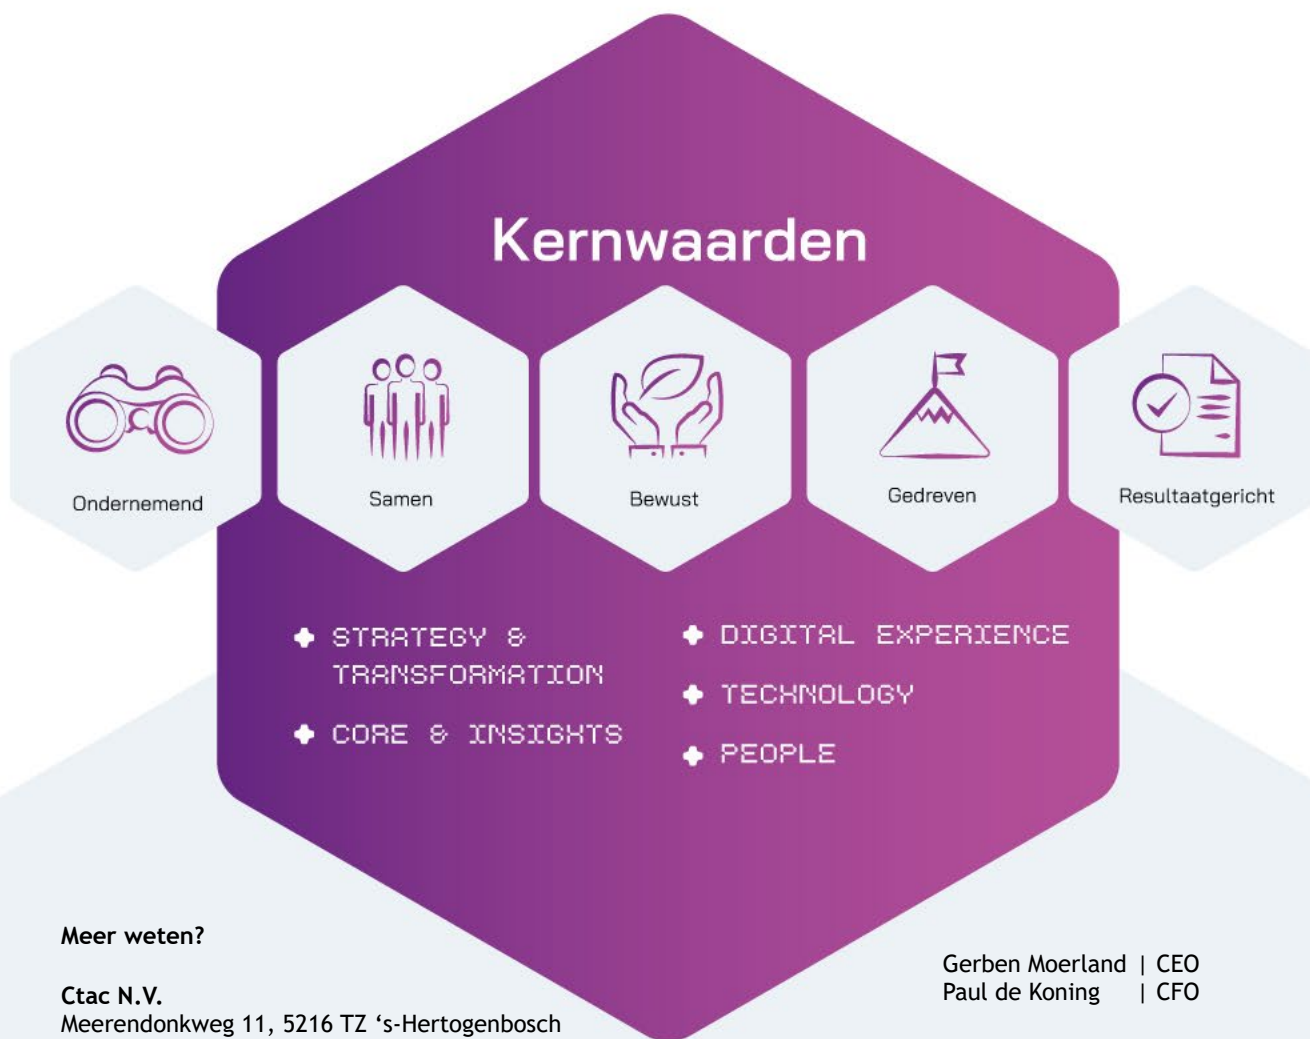 Kernwaarden
Ondernemend
Samen
Bewust
Gedreven
Resultaatgericht
STRATEGY &
TRANSFORMATION
CORE & INSIGHTS
DIGITAL EXPERIENCE
TECHNOLOGY
PEOPLE
Meer weten?
Ctac N.V.
Meerendonkweg 11, 5216 TZ ‘s-Hertogenbosch
Gerben Moerland | CEO
Paul de Koning | CFO